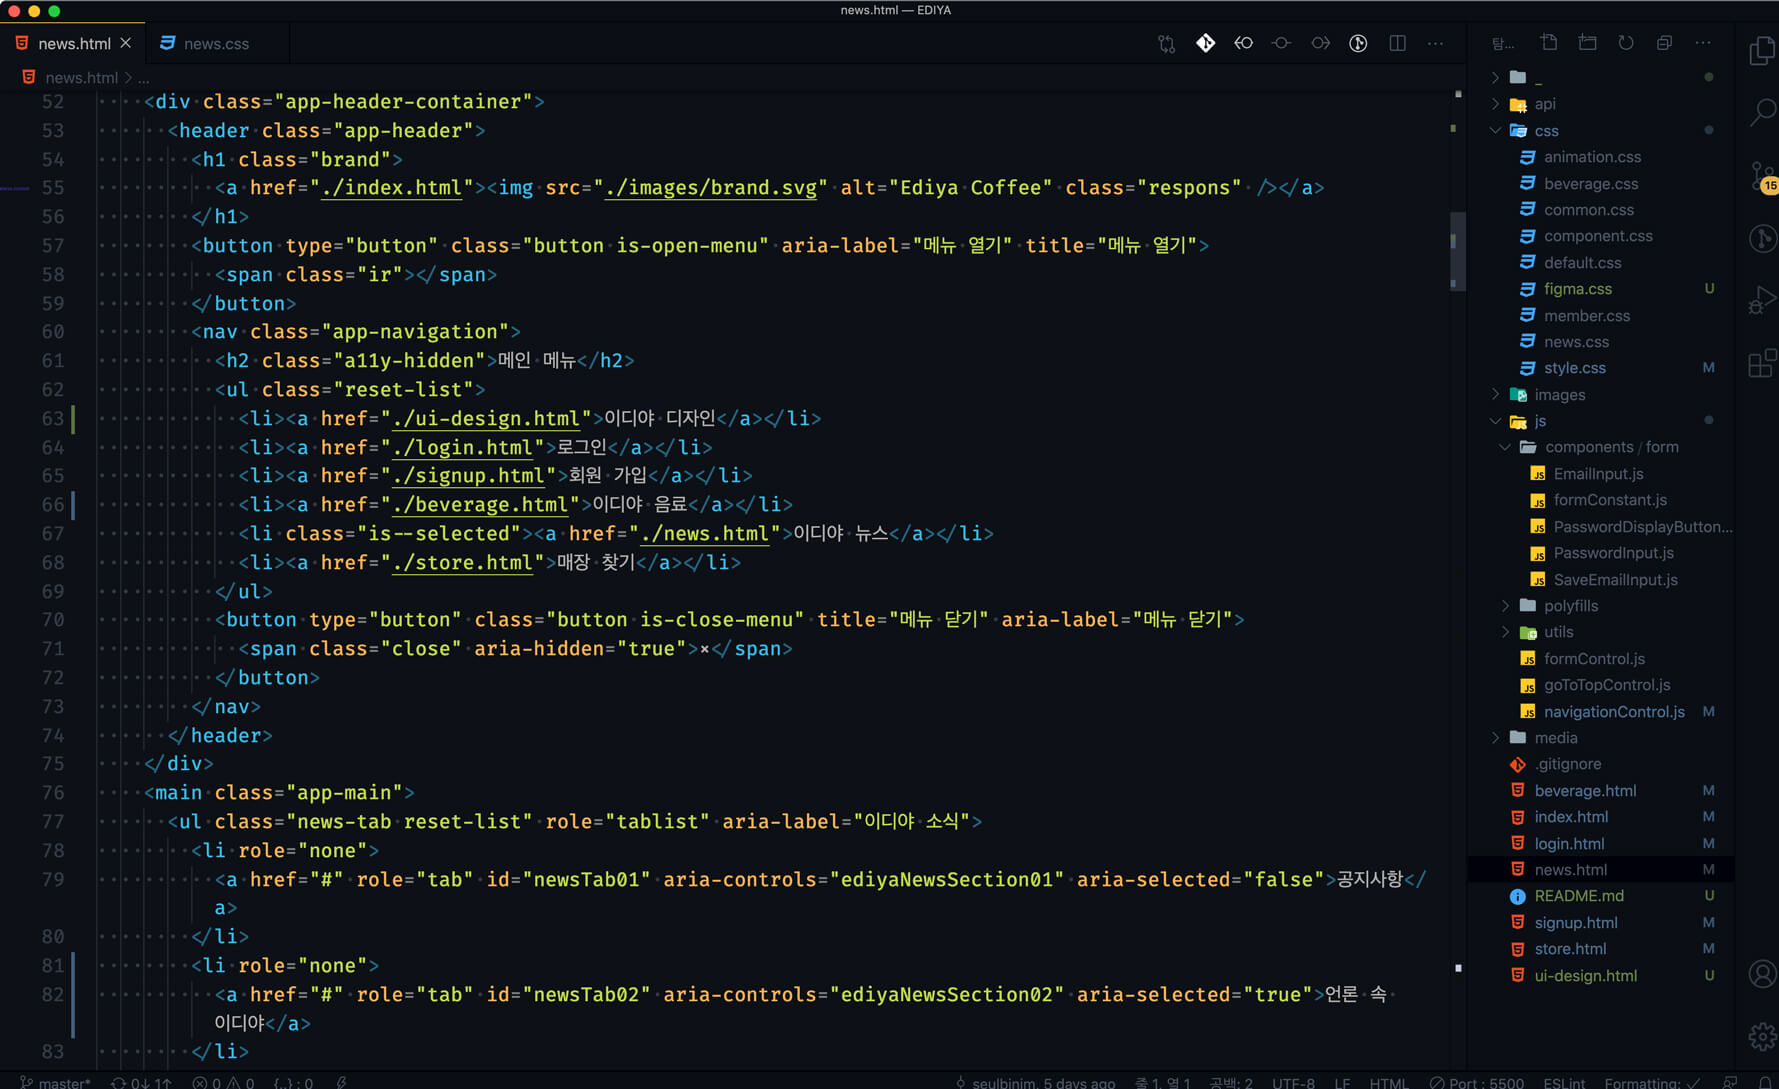 news.html — EDIYA
news.html
news.css
news.html > ...
52 <div class="app-header-container">
53 <header class="app-header">
54 <h1 class="brand">
55 <a href="./index.html"><img src="./images/brand.svg" alt="Ediya Coffee" class="respons" /></a>
56 </h1>
57 <button type="button" class="button is-open-menu" aria-label="메뉴 열기" title="메뉴 열기">
58 <span class="ir"></span>
59 </button>
60 <nav class="app-navigation">
61 <h2 class="a11y-hidden">메인 메뉴</h2>
62 <ul class="reset-list">
63 <li><a href="./ui-design.html">이디야 디자인</a></li>
64 <li><a href="./login.html">로그인</a></li>
65 <li><a href="./signup.html">회원 가입</a></li>
66 <li><a href="./beverage.html">이디야 음료</a></li>
67 <li class="is--selected"><a href="./news.html">이디야 뉴스</a></li>
68 <li><a href="./store.html">매장 찾기</a></li>
69 </ul>
70 <button type="button" class="button is-close-menu" title="메뉴 닫기" aria-label="메뉴 닫기">
71 <span class="close" aria-hidden="true">×</span>
72 </button>
73 </nav>
74 </header>
75 </div>
76 <main class="app-main">
77 <ul class="news-tab reset-list" role="tablist" aria-label="이디야 소식">
78 <li role="none">
79 <a href="#" role="tab" id="newsTab01" aria-controls="ediyaNewsSection01" aria-selected="false">공지사항</
a>
80 </li>
81 <li role="none">
82 <a href="#" role="tab" id="newsTab02" aria-controls="ediyaNewsSection02" aria-selected="true">언론 속
이디야</a>
83 </li>
탐...
_
api
css
animation.css
beverage.css
common.css
component.css
default.css
figma.css U
member.css
news.css
style.css M
images
js
components / form
EmailInput.js
formConstant.js
PasswordDisplayButton...
PasswordInput.js
SaveEmailInput.js
polyfills
utils
formControl.js
goToTopControl.js
navigationControl.js M
media
.gitignore
beverage.html M
index.html M
login.html M
news.html M
README.md U
signup.html M
store.html M
ui-design.html U
15
master* 0↓ 1↑ 0 0 {..} : 0
seulbinim, 5 days ago 줄 1, 열 1 공백: 2 UTF-8 LF HTML Port : 5500 ESLint Formatting: ✓